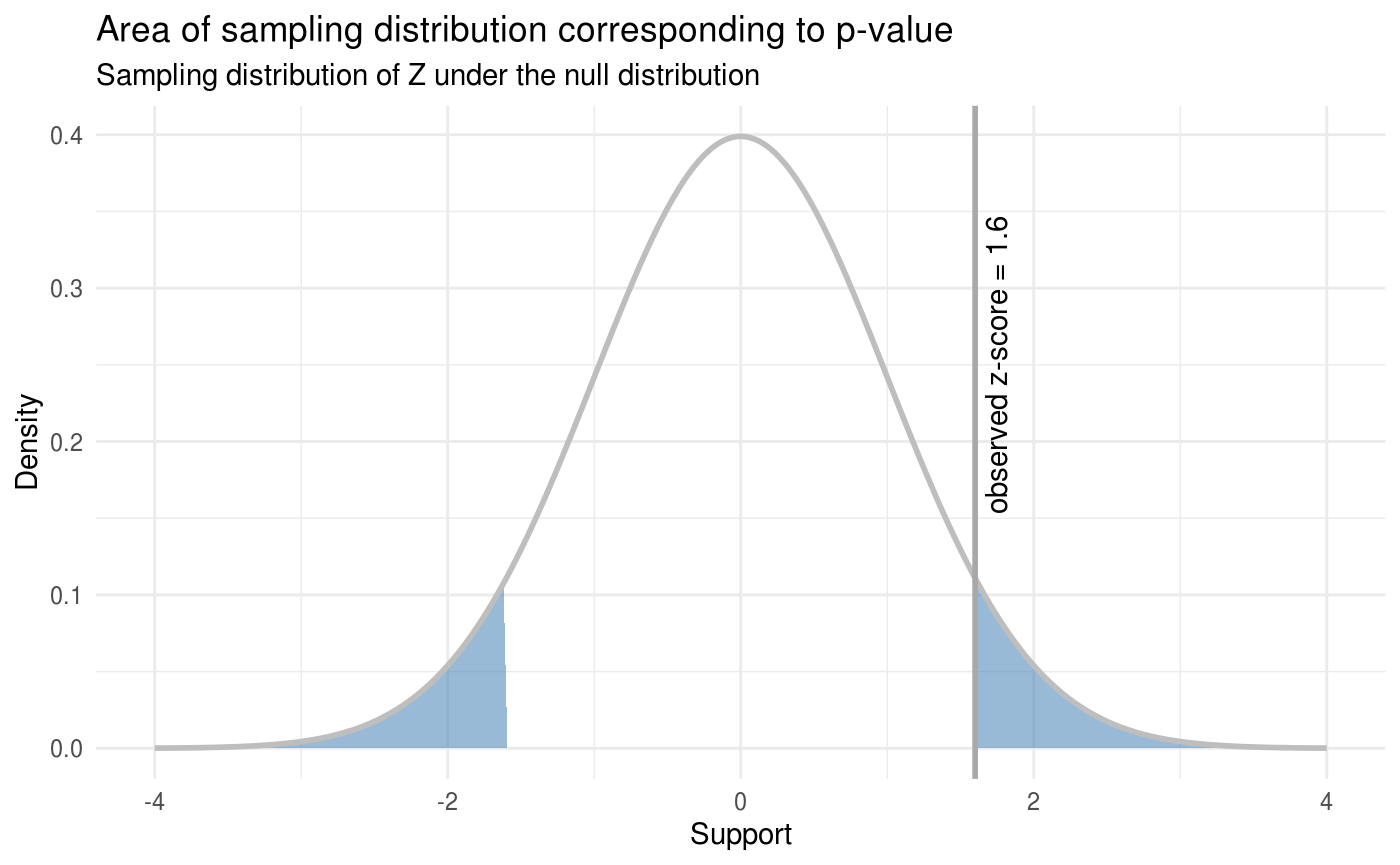 Area of sampling distribution corresponding to p-value
Sampling distribution of Z under the null distribution
0.4
0.3
0.2
0.1
0.0
Density
observed z-score = 1.6
-4
-2
0
2
4
Support